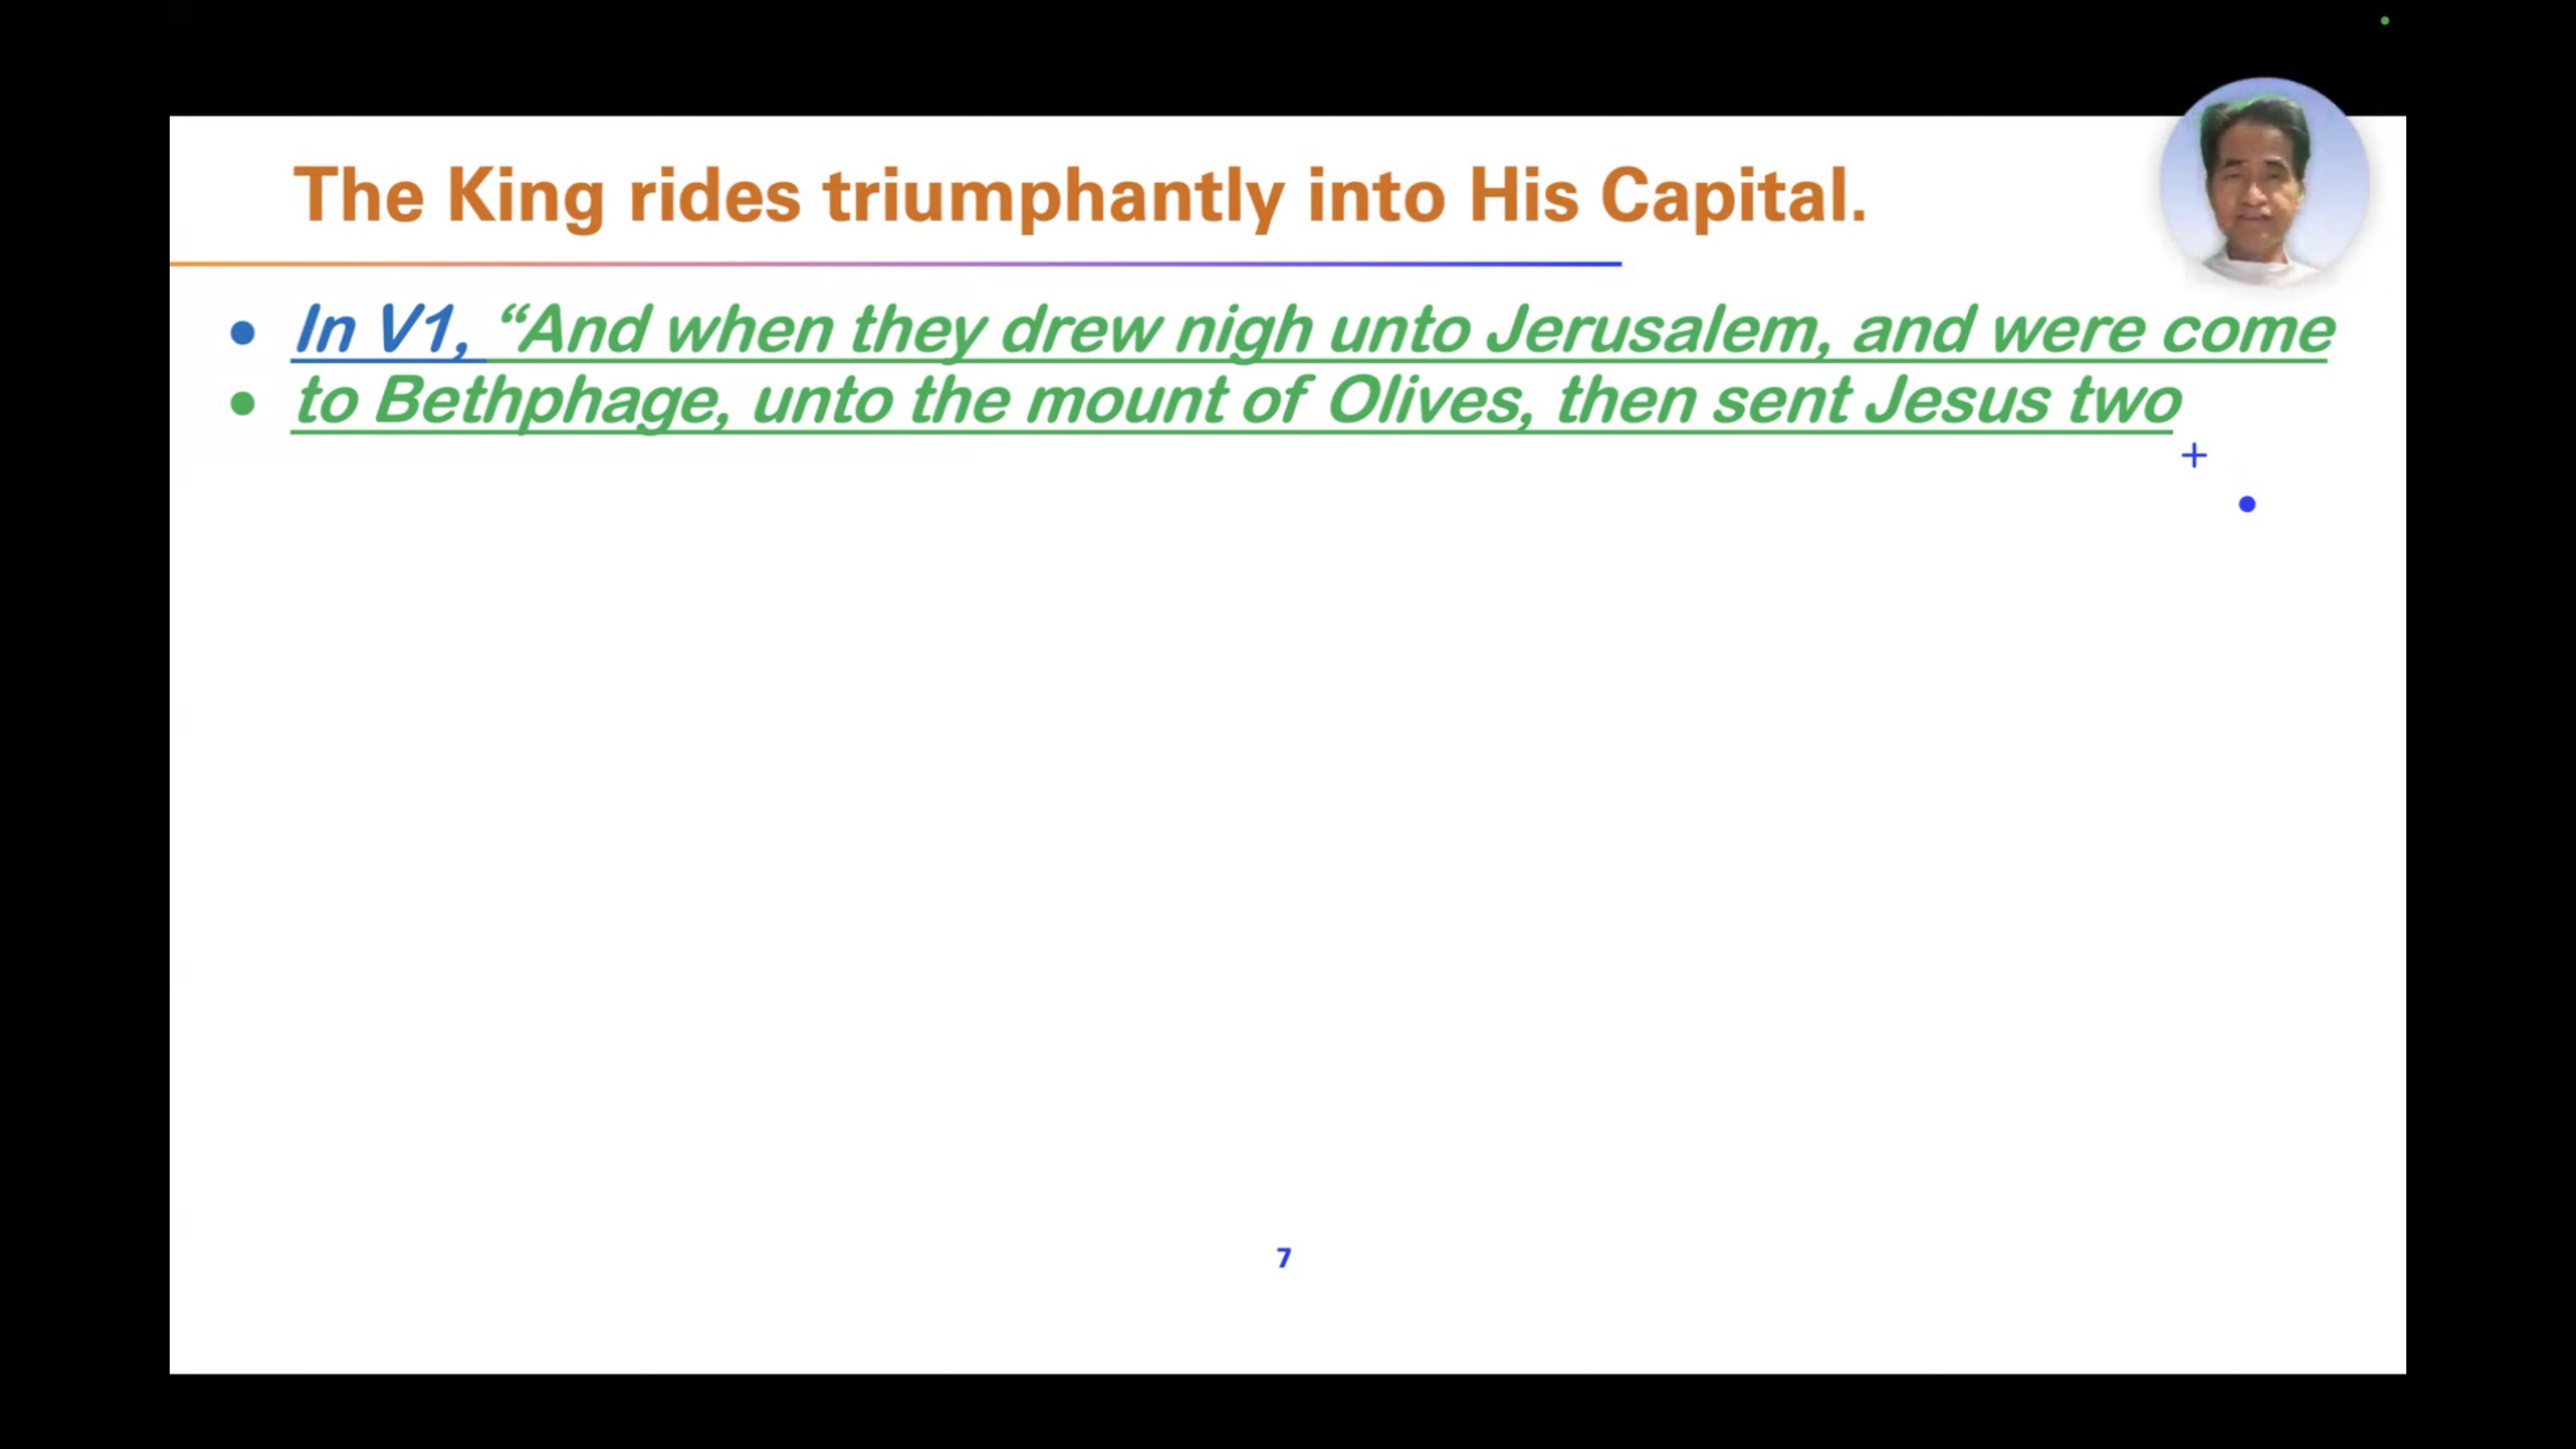 The King rides triumphantly into His Capital.
• In V1, “And when they drew nigh unto Jerusalem, and were come
• to Bethphage, unto the mount of Olives, then sent Jesus two
7